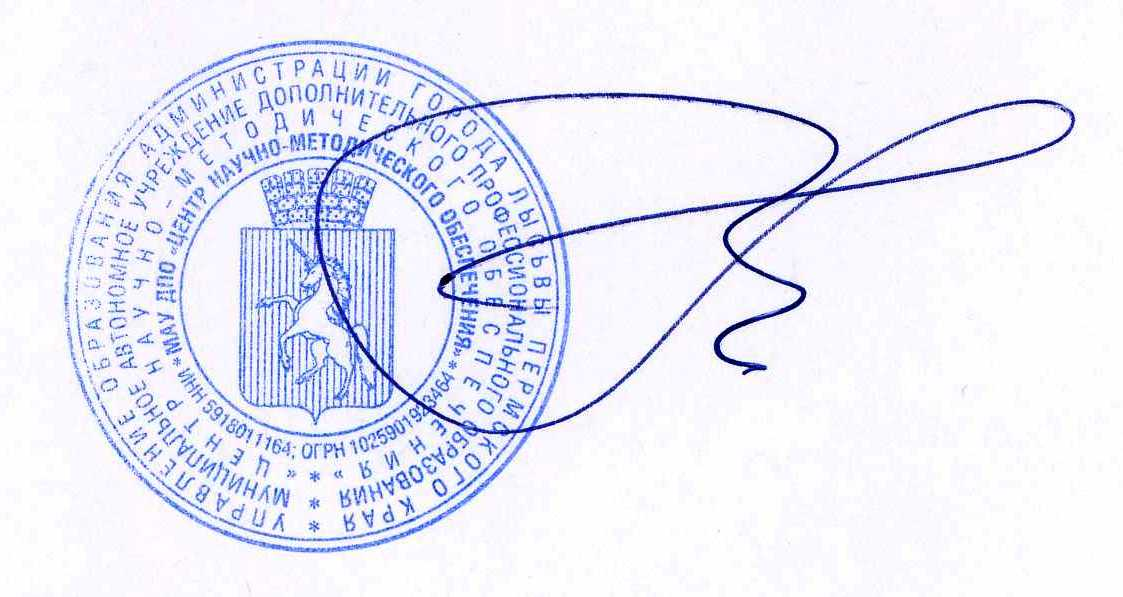 УПРАВЛЕНИЕ ОБРАЗОВАНИЯ АДМИНИСТРАЦИИ ГОРОДА ЛЫСЬВЫ ПЕРМСКОГО КРАЯ *
МУНИЦИПАЛЬНОЕ АВТОНОМНОЕ УЧРЕЖДЕНИЕ ДОПОЛНИТЕЛЬНОГО ПРОФЕССИОНАЛЬНОГО ОБРАЗОВАНИЯ *
«ЦЕНТР НАУЧНО-МЕТОДИЧЕСКОГО ОБЕСПЕЧЕНИЯ» *
* МАУ ДПО «ЦЕНТР НАУЧНО-МЕТОДИЧЕСКОГО ОБЕСПЕЧЕНИЯ» *
ИНН 5918011164; ОГРН 1025901923464